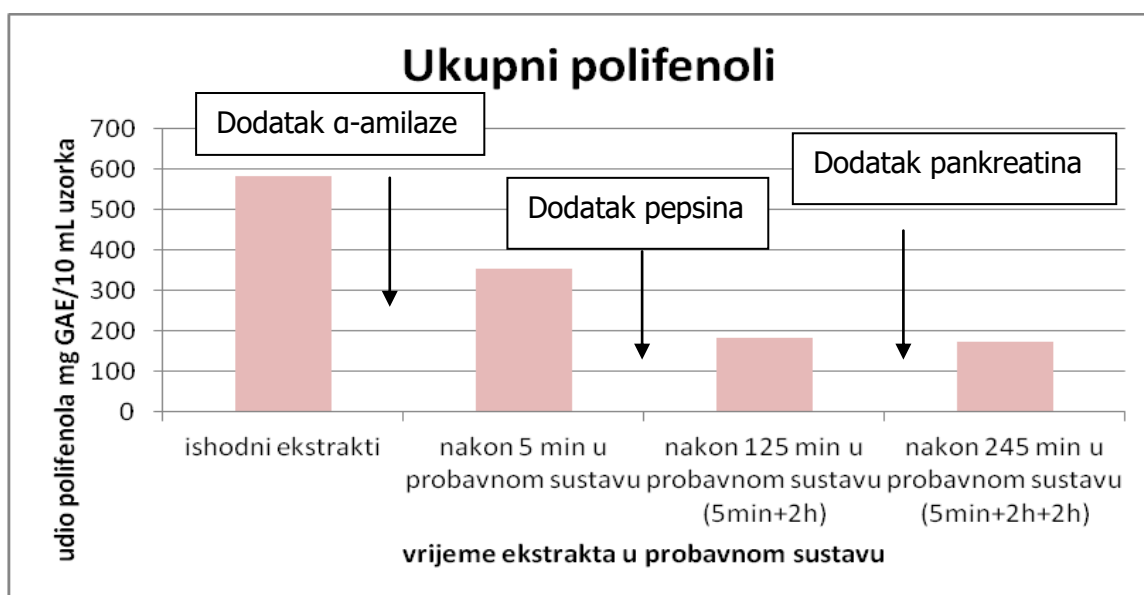 Ukupni polifenoli
Dodatak α-amilaze
Dodatak pepsina
Dodatak pankreatina
udio polifenola mg GAE/10 mL uzorka
700
600
500
400
300
200
100
0
ishodni ekstrakti
nakon 5 min u
probavnom sustavu
nakon 125 min u
probavnom sustavu
(5min+2h)
nakon 245 min u
probavnom sustavu
(5min+2h+2h)
vrijeme ekstrakta u probavnom sustavu